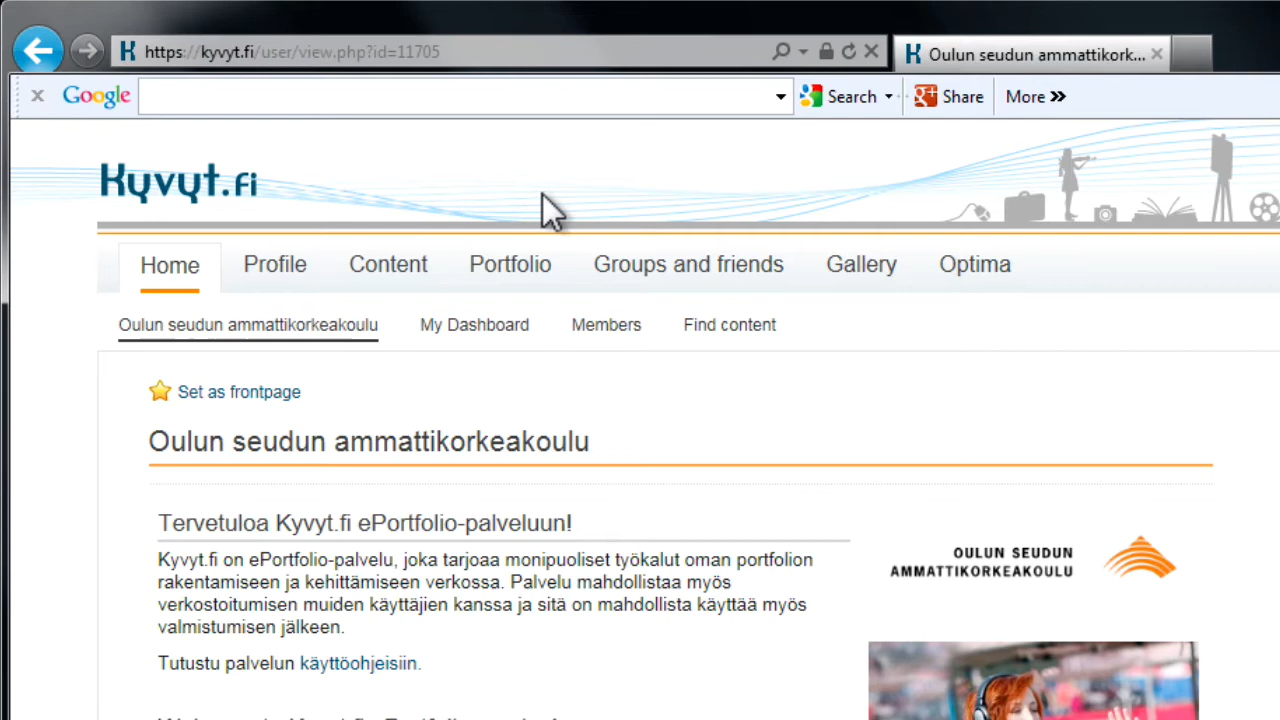 https://kyvyt.fi/user/view.php?id=11705
Oulun seudun ammattikork...
Google
Search
Share
More
Kyvyt.fi
Home
Profile
Content
Portfolio
Groups and friends
Gallery
Optima
Oulun seudun ammattikorkeakoulu
My Dashboard
Members
Find content
Set as frontpage
Oulun seudun ammattikorkeakoulu
Tervetuloa Kyvyt.fi ePortfolio-palveluun!
Kyvyt.fi on ePortfolio-palvelu, joka tarjoaa monipuoliset työkalut oman portfolion
rakentamiseen ja kehittämiseen verkossa. Palvelu mahdollistaa myös
verkostoitumisen muiden käyttäjien kanssa ja sitä on mahdollista käyttää myös
valmistumisen jälkeen.
Tutustu palvelun käyttöohjeisiin.
OULUN SEUDUN
AMMATTIKORKEAKOULU